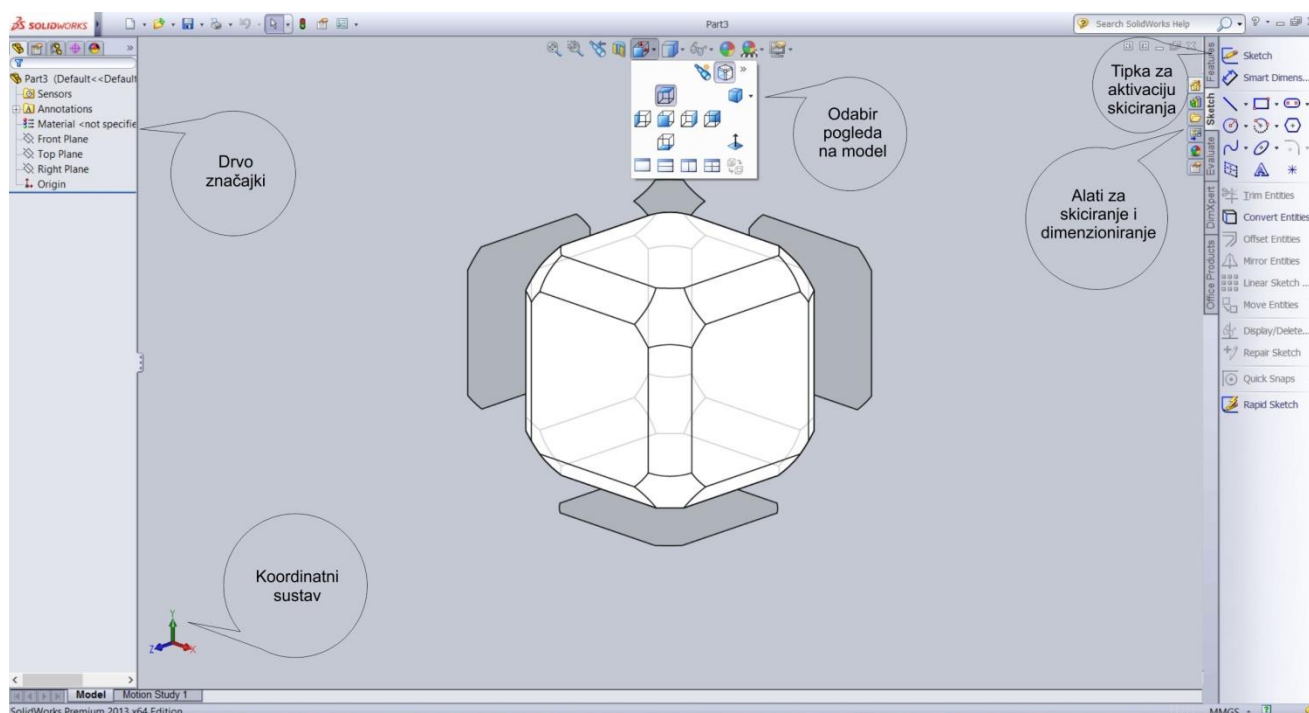 SOLIDWORKS
Part3
Search SolidWorks Help
Part3 (Default<<Default
Sensors
Annotations
Material <not specifie
Front Plane
Top Plane
Right Plane
Origin
Drvo
značajki
Odabir
pogleda
na model
Tipka za
aktivaciju
skiciranja
Alati za
skiciranje i
dimenzioniranje
Koordinatni
sustav
Y
Z
X
Features
Sketch
Evaluate
DimXpert
Office Products
Sketch
Smart Dimens...
Trim Entities
Convert Entities
Offset Entities
Mirror Entities
Linear Sketch ...
Move Entities
Display/Delete...
Repair Sketch
Quick Snaps
Rapid Sketch
Model
Motion Study 1
SolidWorks Premium 2013 x64 Edition
MMGS